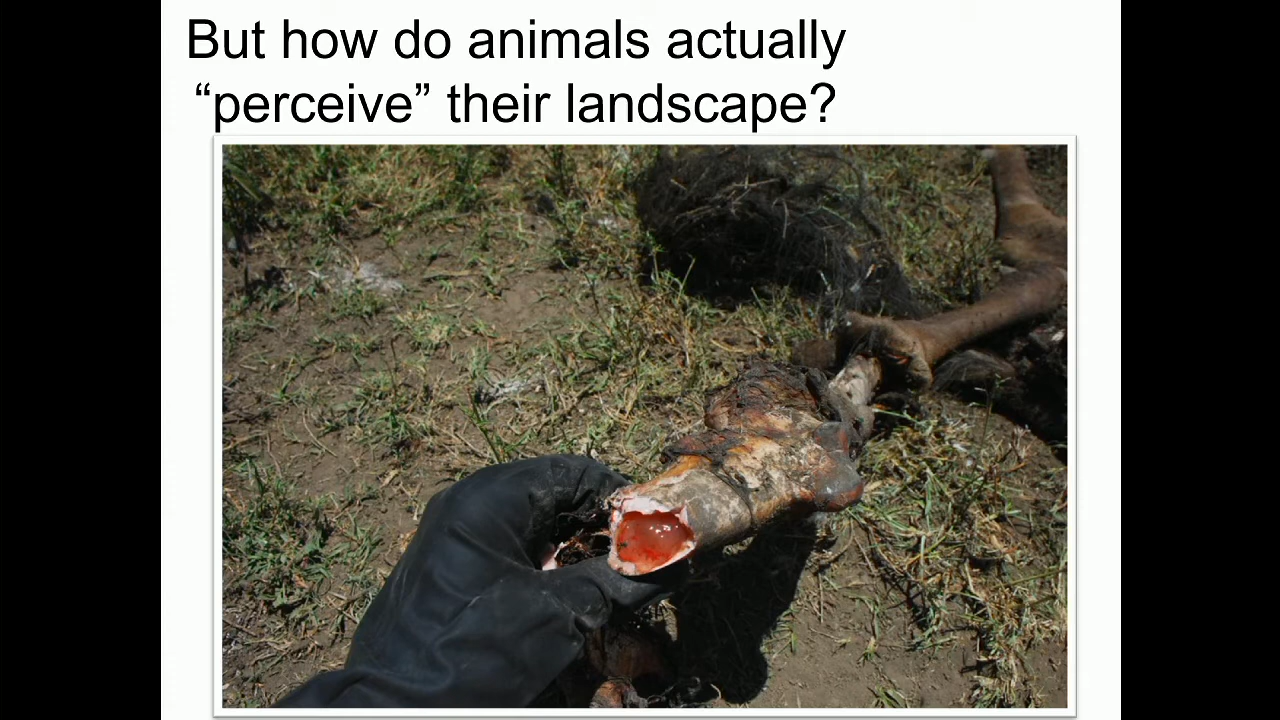 But how do animals actually
“perceive” their landscape?